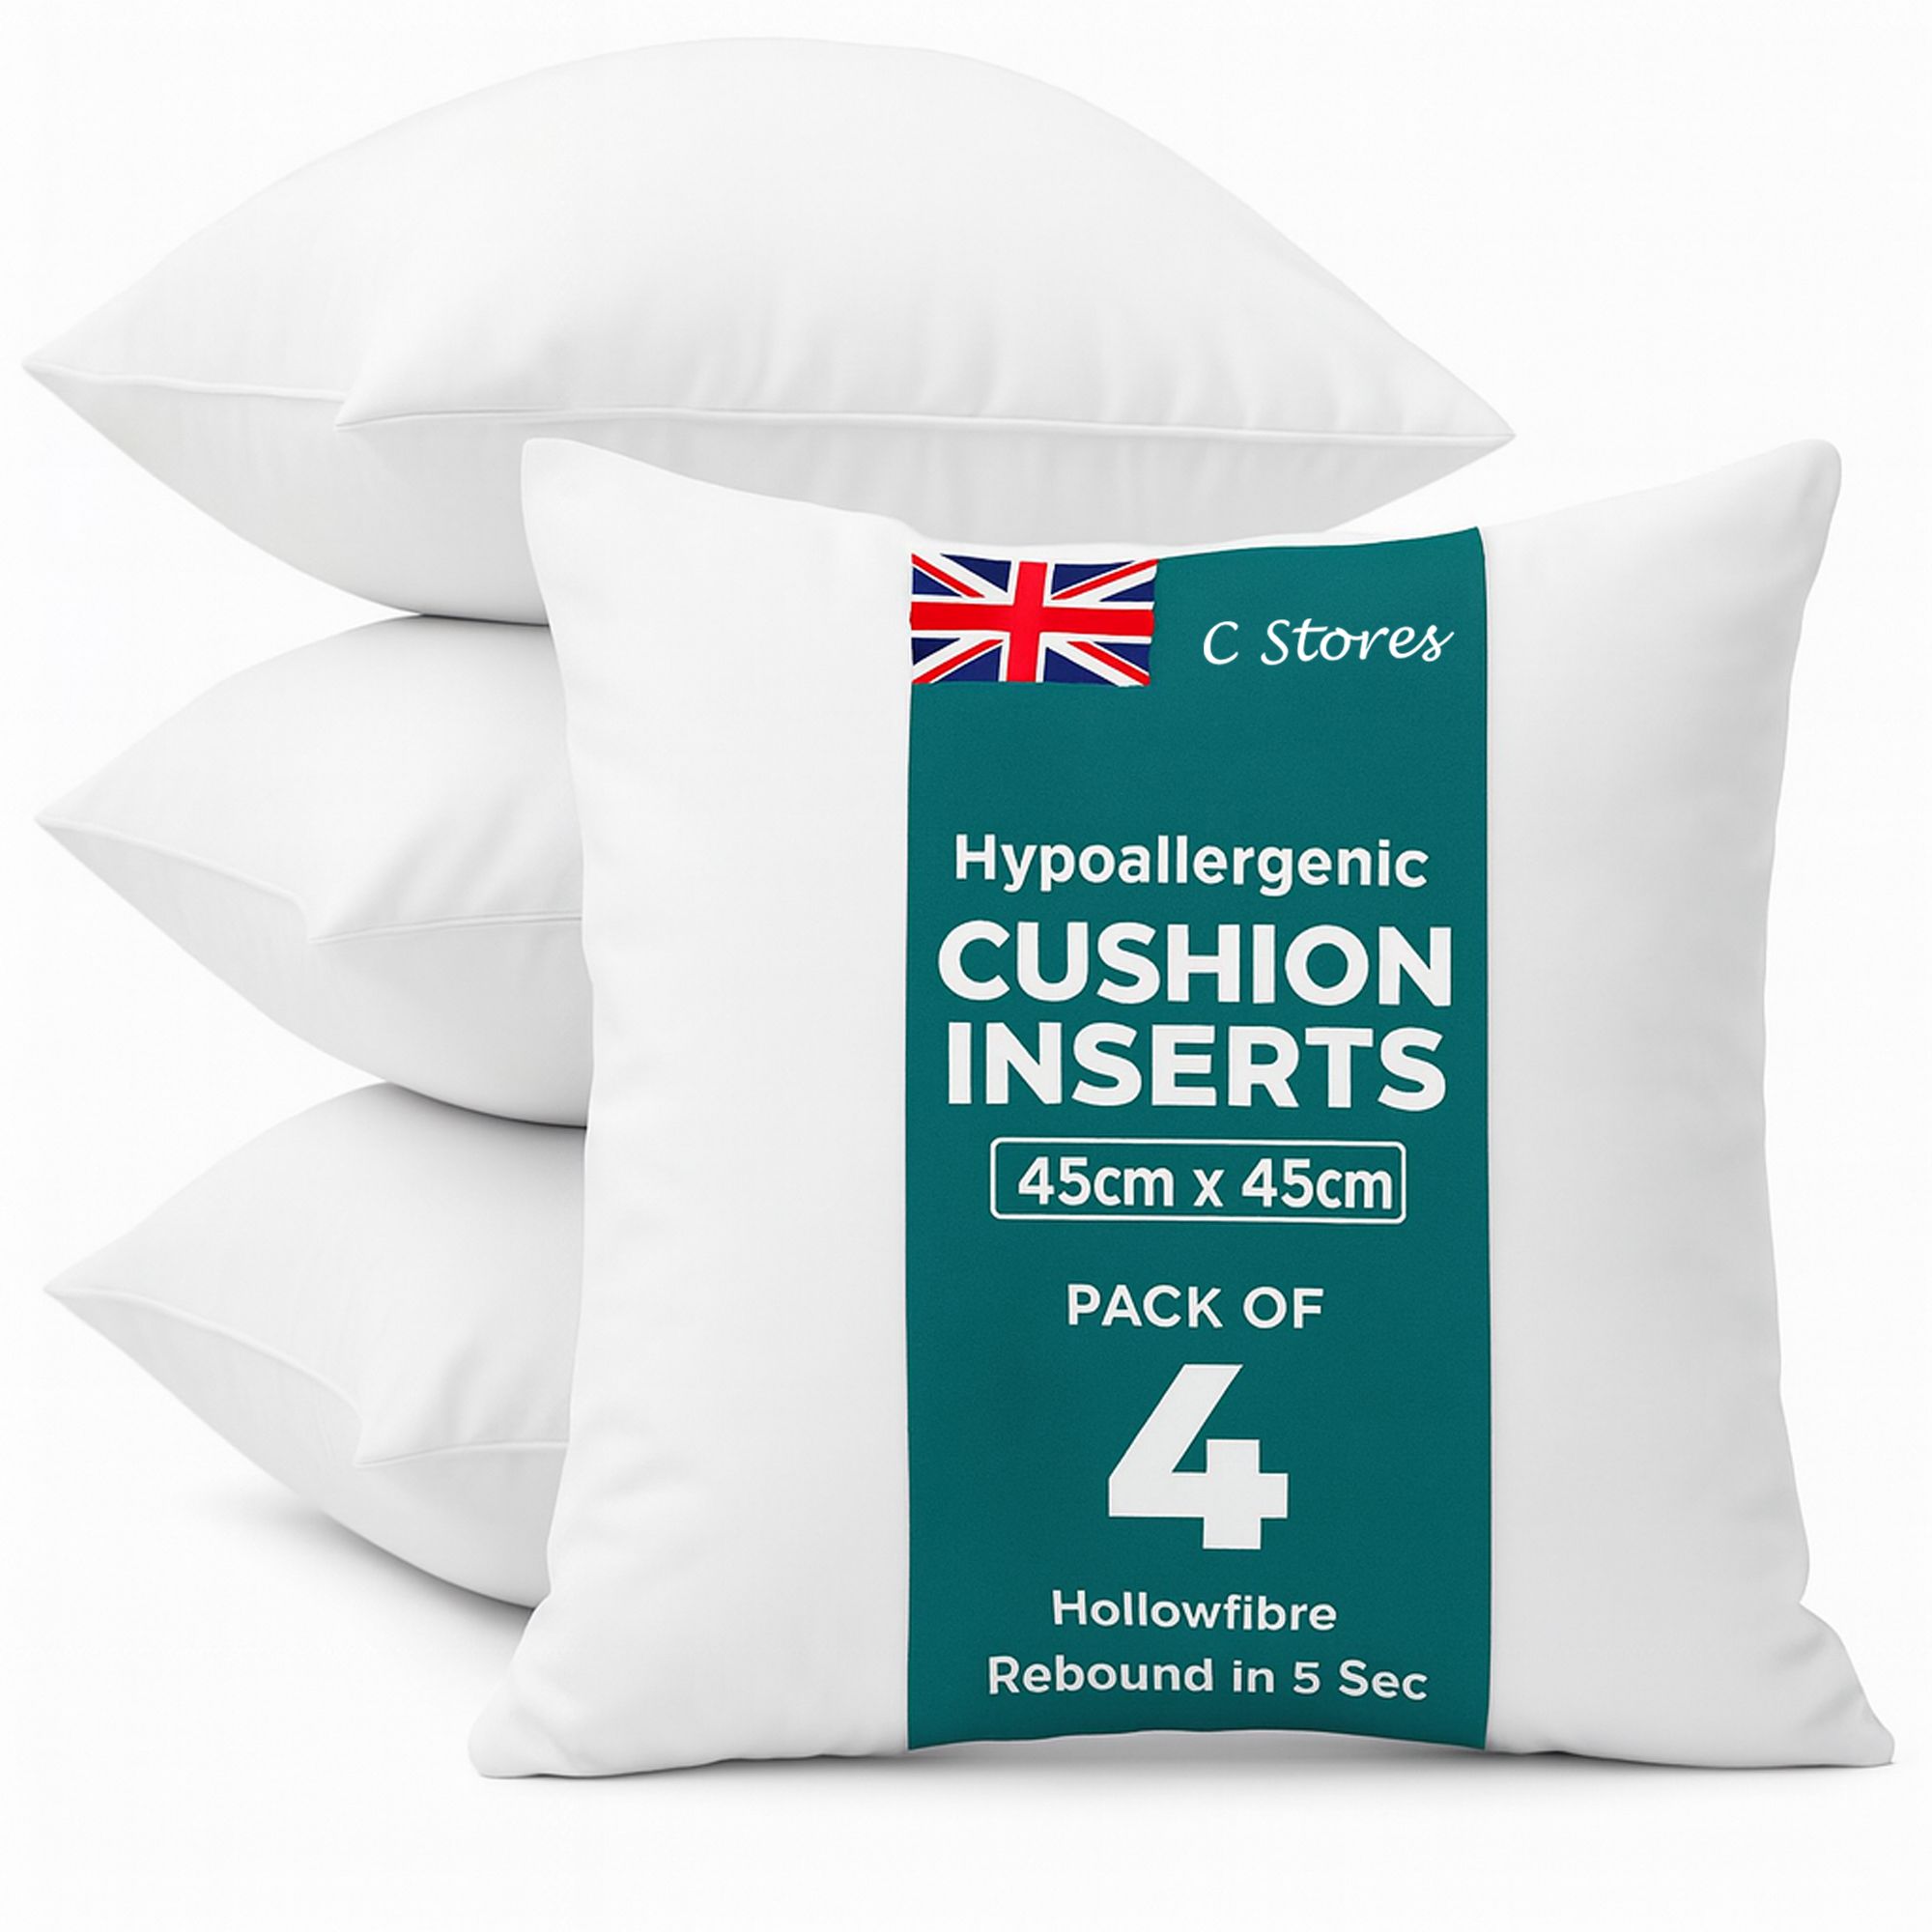 C Stores
Hypoallergenic
CUSHION
INSERTS
45cm x 45cm
PACK OF
4
Hollowfibre
Rebound in 5 Sec